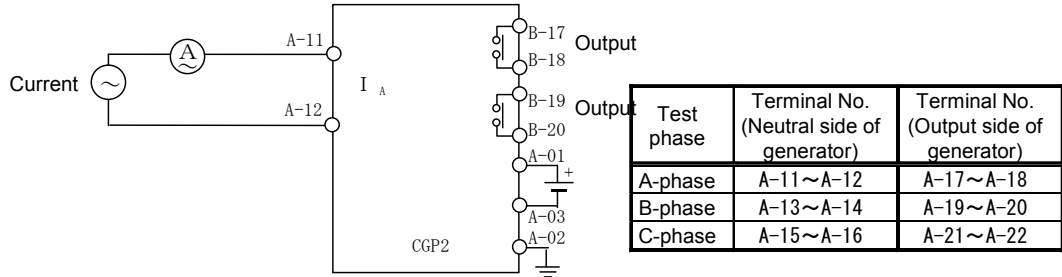 Current
A
A-11
A-12
I A
CGP2
B-17
B-18
Output
B-19
B-20
Output
A-01
+
A-03
A-02
Test phase | Terminal No. (Neutral side of generator) | Terminal No. (Output side of generator)
A-phase | A-11~A-12 | A-17~A-18
B-phase | A-13~A-14 | A-19~A-20
C-phase | A-15~A-16 | A-21~A-22